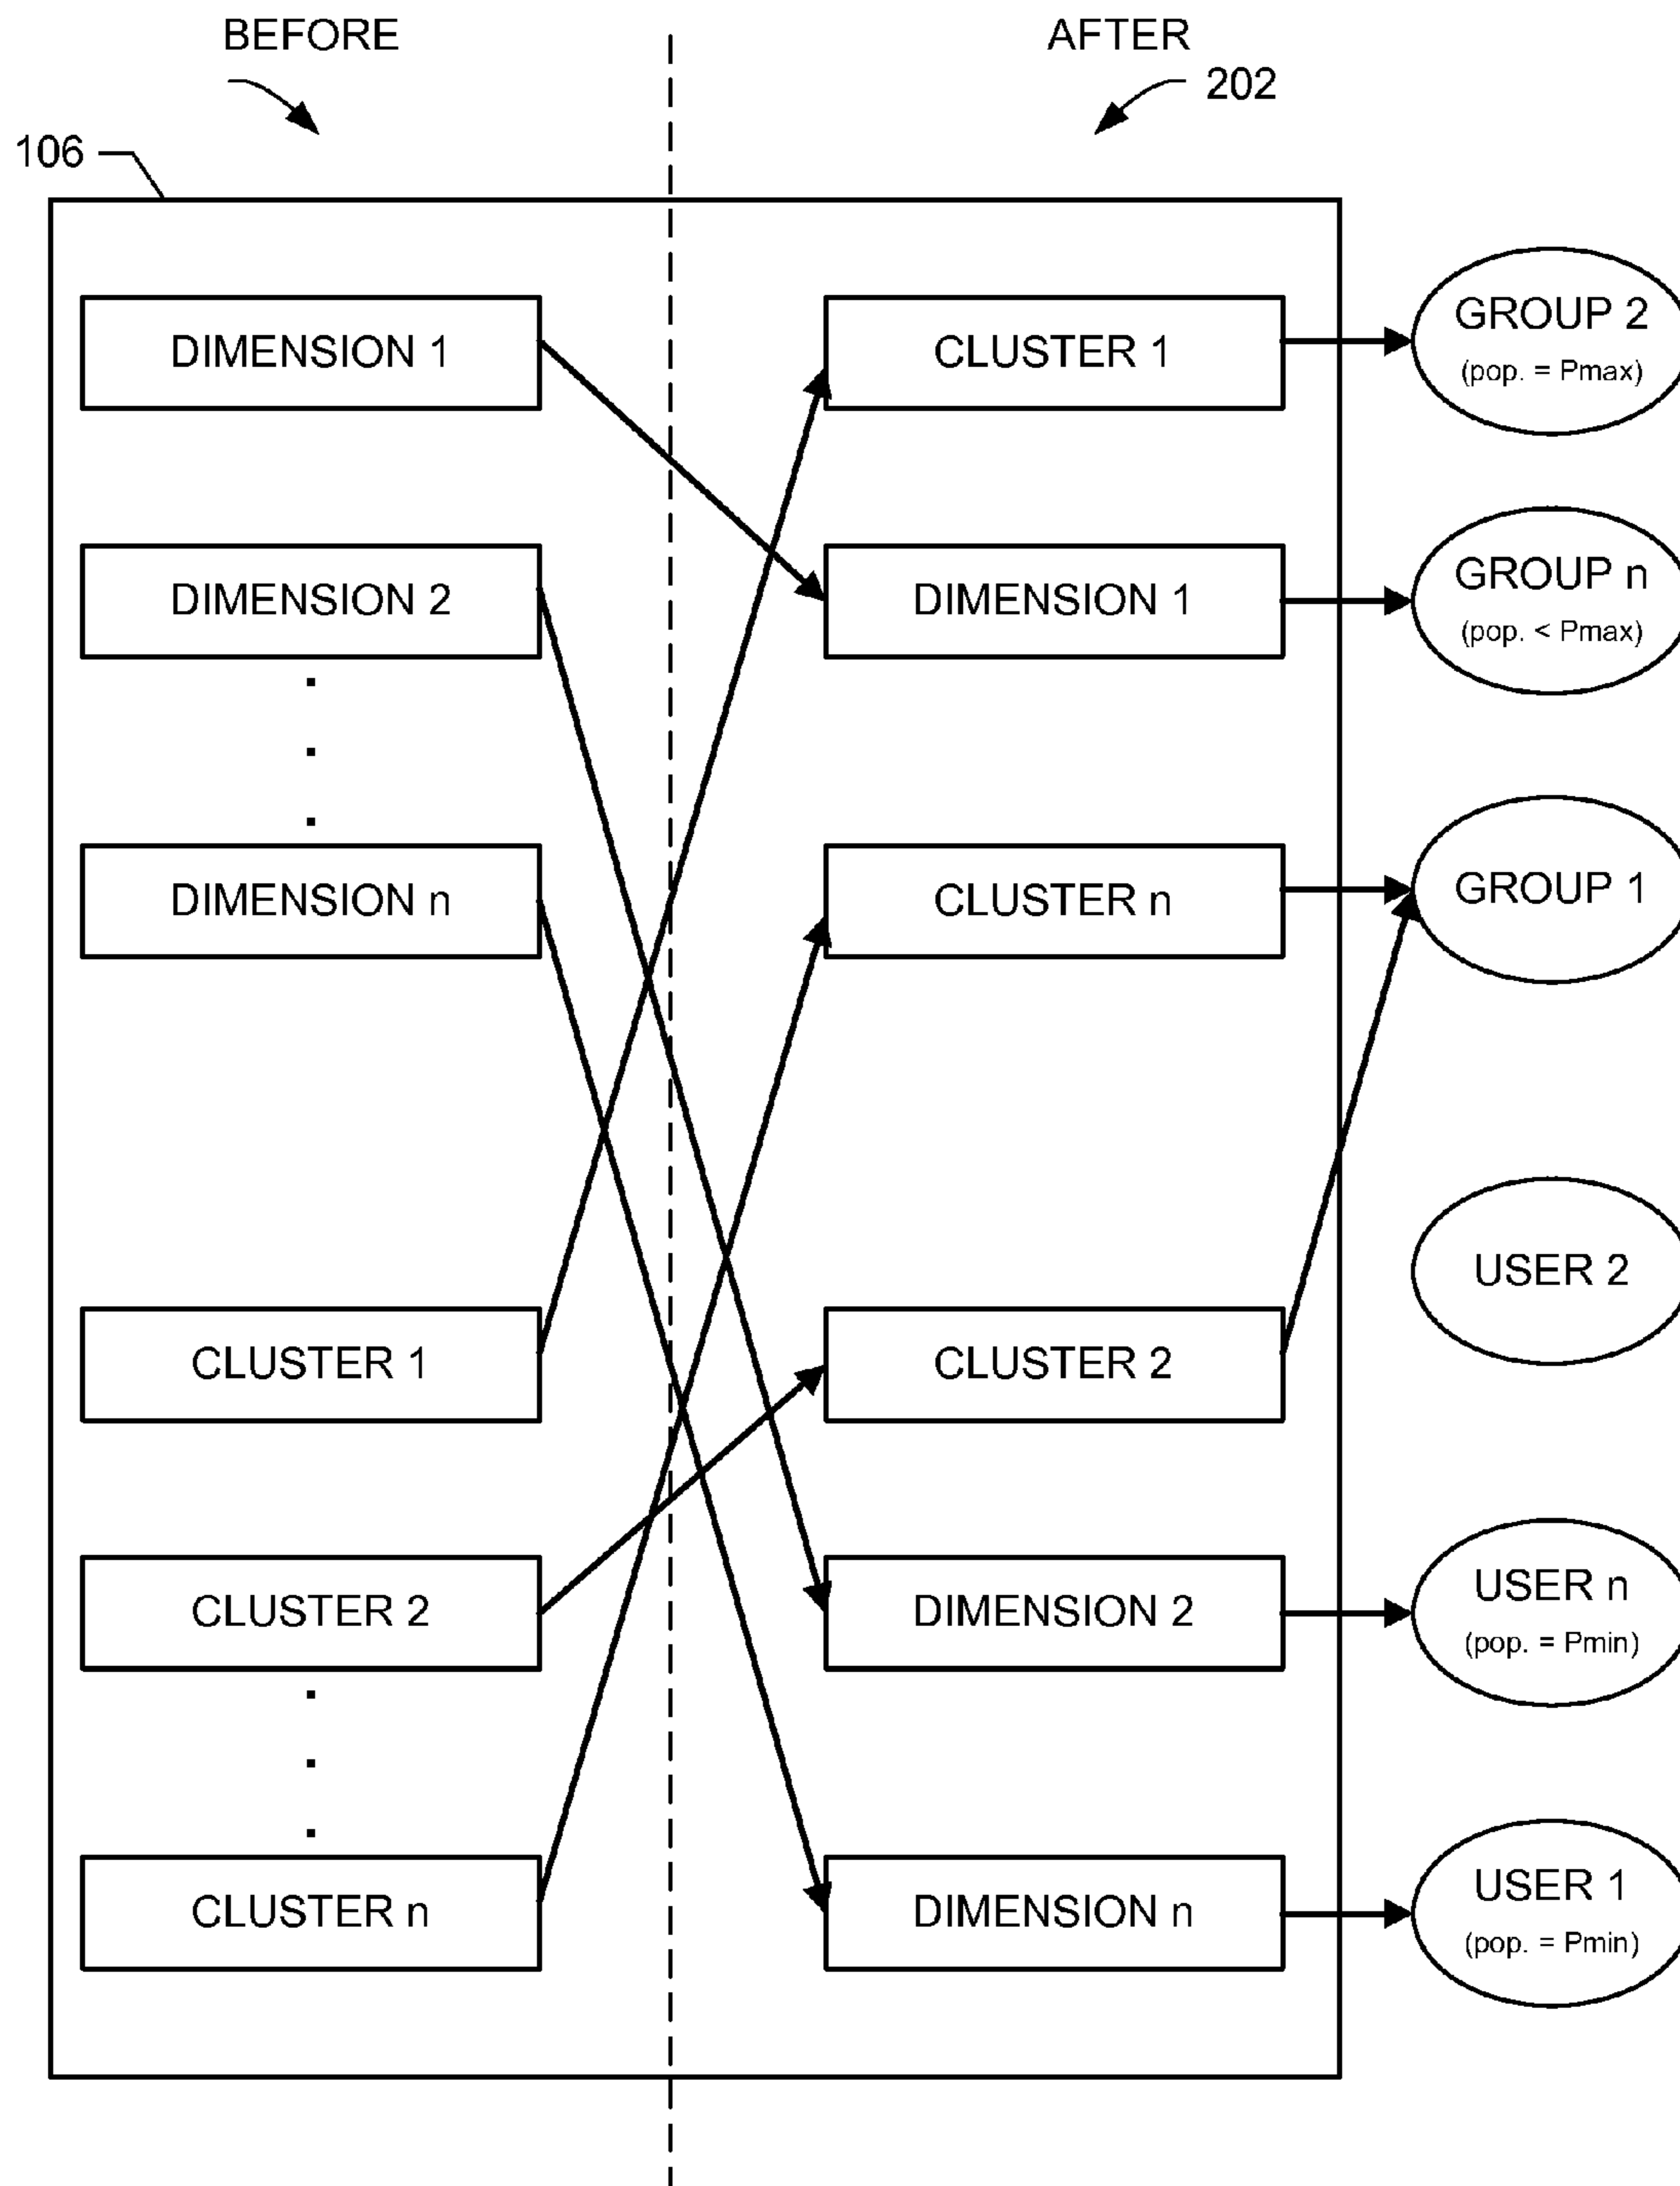 BEFORE
AFTER
202
106
DIMENSION 1
CLUSTER 1
GROUP 2
(pop. = Pmax)
DIMENSION 2
DIMENSION 1
GROUP n
(pop. < Pmax)
DIMENSION n
CLUSTER n
GROUP 1
USER 2
CLUSTER 1
CLUSTER 2
CLUSTER 2
DIMENSION 2
USER n
(pop. = Pmin)
CLUSTER n
DIMENSION n
USER 1
(pop. = Pmin)